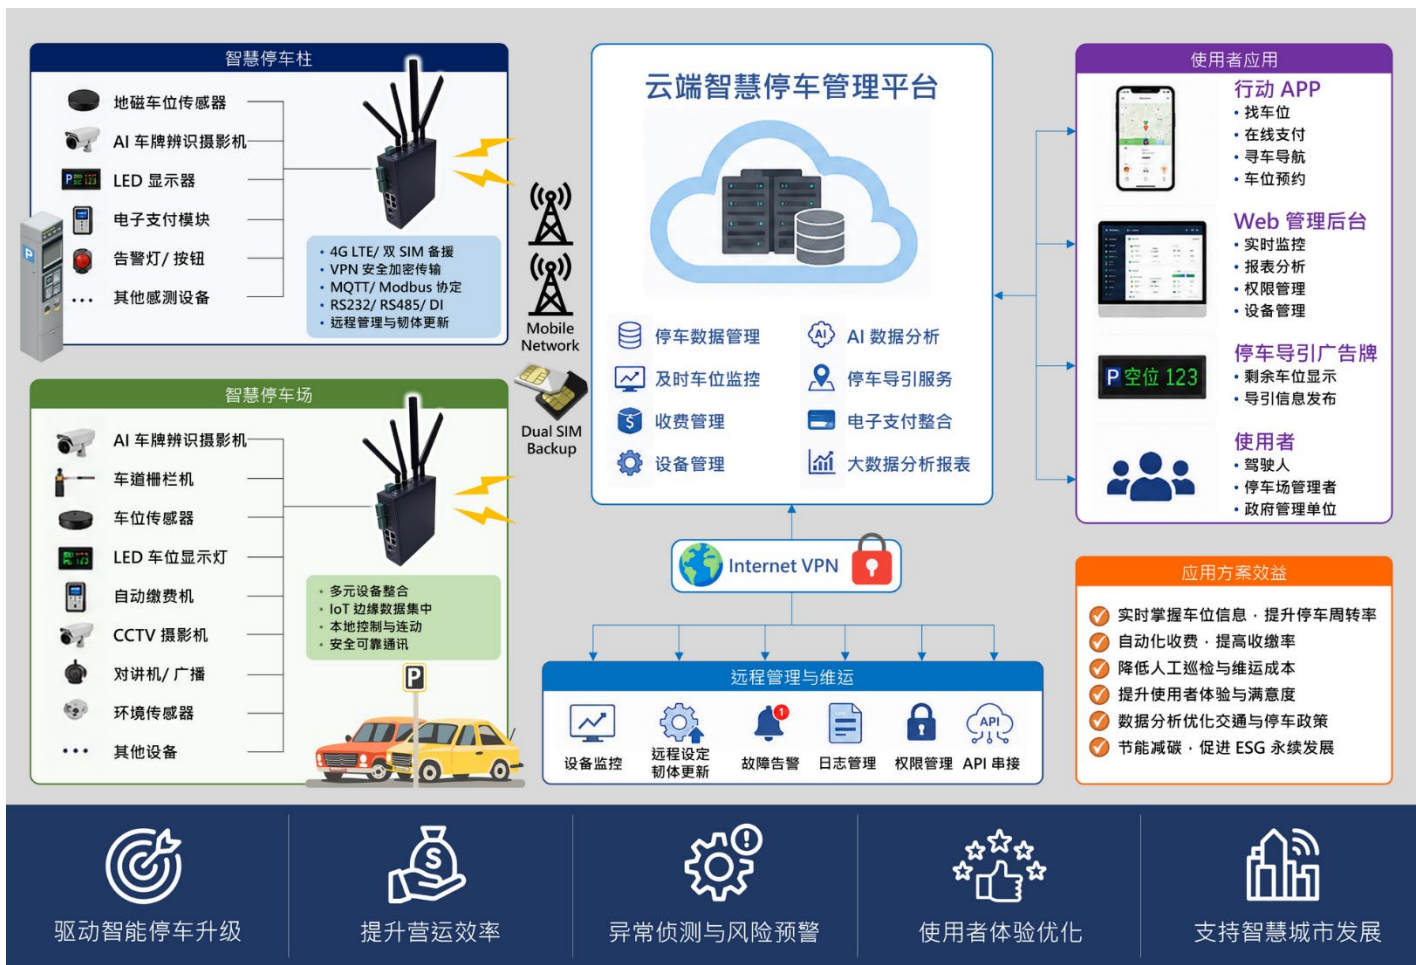 智慧停车柱
地磁车位传感器
AI 车牌辨识摄影机
LED 显示器
电子支付模块
告警灯/ 按钮
... 其他感测设备
P
• 4G LTE/ 双 SIM 备援
• VPN 安全加密传输
• MQTT/ Modbus 协定
• RS232/ RS485/ DI
• 远程管理与韧体更新
Mobile
Network
Dual SIM
Backup
智慧停车场
AI 车牌辨识摄影机
车道栅栏机
车位传感器
LED 车位显示灯
自动缴费机
CCTV 摄影机
对讲机/ 广播
环境传感器
... 其他设备
• 多元设备整合
• IoT 边缘数据集中
• 本地控制与连动
• 安全可靠通讯
P
云端智慧停车管理平台
停车数据管理
AI
AI 数据分析
及时车位监控
停车导引服务
$
收费管理
电子支付整合
设备管理
大数据分析报表
Internet VPN
远程管理与维运
设备监控
远程设定
韧体更新
1
故障告警
日志管理
权限管理
API
API 串接
使用者应用
行动 APP
• 找车位
• 在线支付
• 寻车导航
• 车位预约
Web 管理后台
• 实时监控
• 报表分析
• 权限管理
• 设备管理
P 空位 123
停车导引广告牌
• 剩余车位显示
• 导引信息发布
使用者
• 驾驶人
• 停车场管理者
• 政府管理单位
应用方案效益
实时掌握车位信息，提升停车周转率
自动化收费，提高收缴率
降低人工巡检与维运成本
提升使用者体验与满意度
数据分析优化交通与停车政策
节能减碳，促进 ESG 永续发展
驱动智能停车升级
$
提升营运效率
异常侦测与风险预警
使用者体验优化
支持智慧城市发展